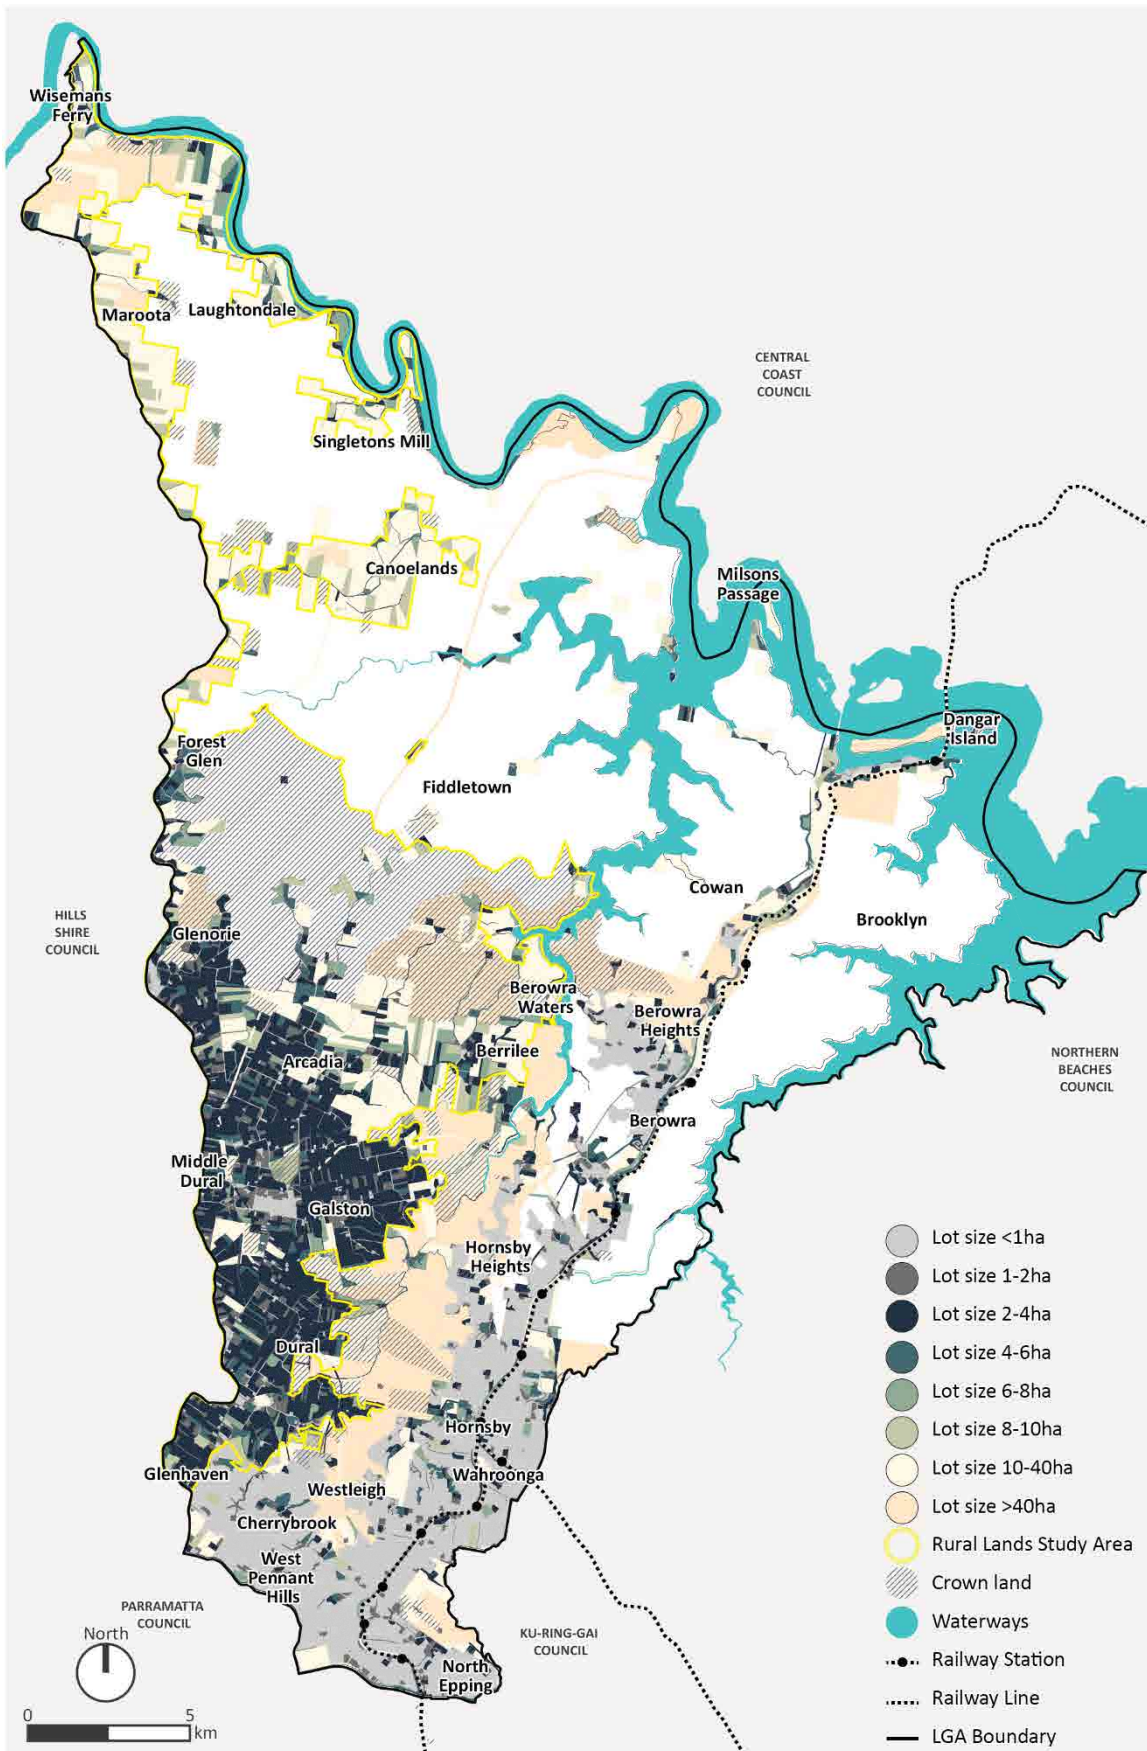 Wisemans
Ferry
Maroota
Laughtondale
CENTRAL
COAST
COUNCIL
Singletons Mill
Canoelands
Milsons
Passage
Dangar
Island
Forest
Glen
Fiddletown
Cowan
Brooklyn
HILLS
SHIRE
COUNCIL
Glenorie
Berowra
Waters
Berowra
Heights
Arcadia
Berrilee
NORTHERN
BEACHES
COUNCIL
Berowra
Middle
Dural
Galston
Hornsby
Heights
Dural
Hornsby
Glenhaven
Wahroonga
Westleigh
Cherrybrook
West
Pennant
Hills
PARRAMATTA
COUNCIL
KU-RING-GAI
COUNCIL
North
Epping
North
0 5
km
Lot size <1ha
Lot size 1-2ha
Lot size 2-4ha
Lot size 4-6ha
Lot size 6-8ha
Lot size 8-10ha
Lot size 10-40ha
Lot size >40ha
Rural Lands Study Area
Crown land
Waterways
Railway Station
Railway Line
LGA Boundary